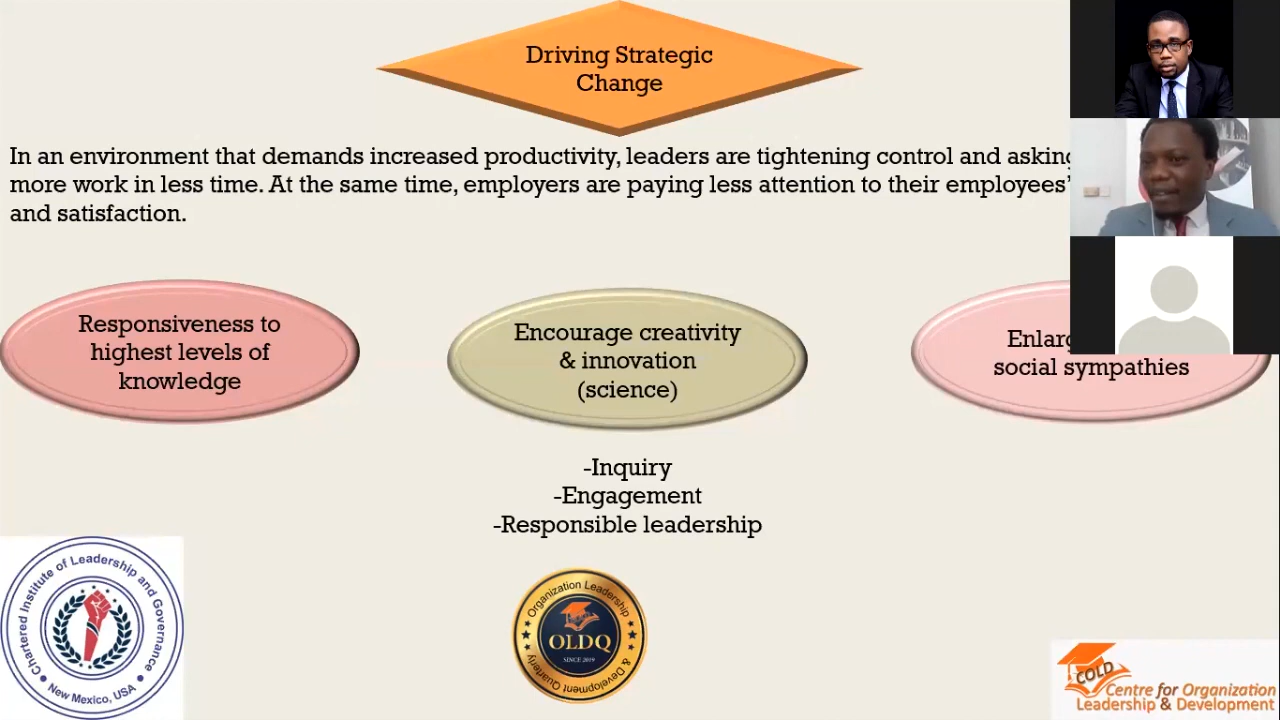 Driving Strategic
Change
In an environment that demands increased productivity, leaders are tightening control and asking
more work in less time. At the same time, employers are paying less attention to their employees'
and satisfaction.
Responsiveness to
highest levels of
knowledge
Encourage creativity
& innovation
(science)
social sympathies
-Inquiry
-Engagement
-Responsible leadership
Chartered Institute of Leadership and Governance
New Mexico, USA
Organization Leadership
OLDQ
SINCE 2019
& Development Quarterly
COLD
Centre for Organization
Leadership & Development